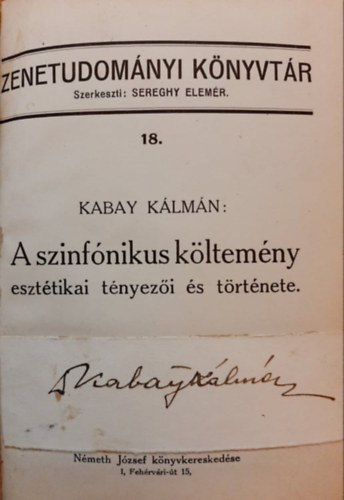 ZENETUDOMÁNYI KÖNYVTÁR
Szerkeszti: SEREGHY ELEMÉR.
18.
KABAY KÁLMÁN:
A szinfónikus költemény
esztétikai tényezői és története.
Kabay Kálmán
Németh József könyvkereskedése
I, Fehérvári-út 15,